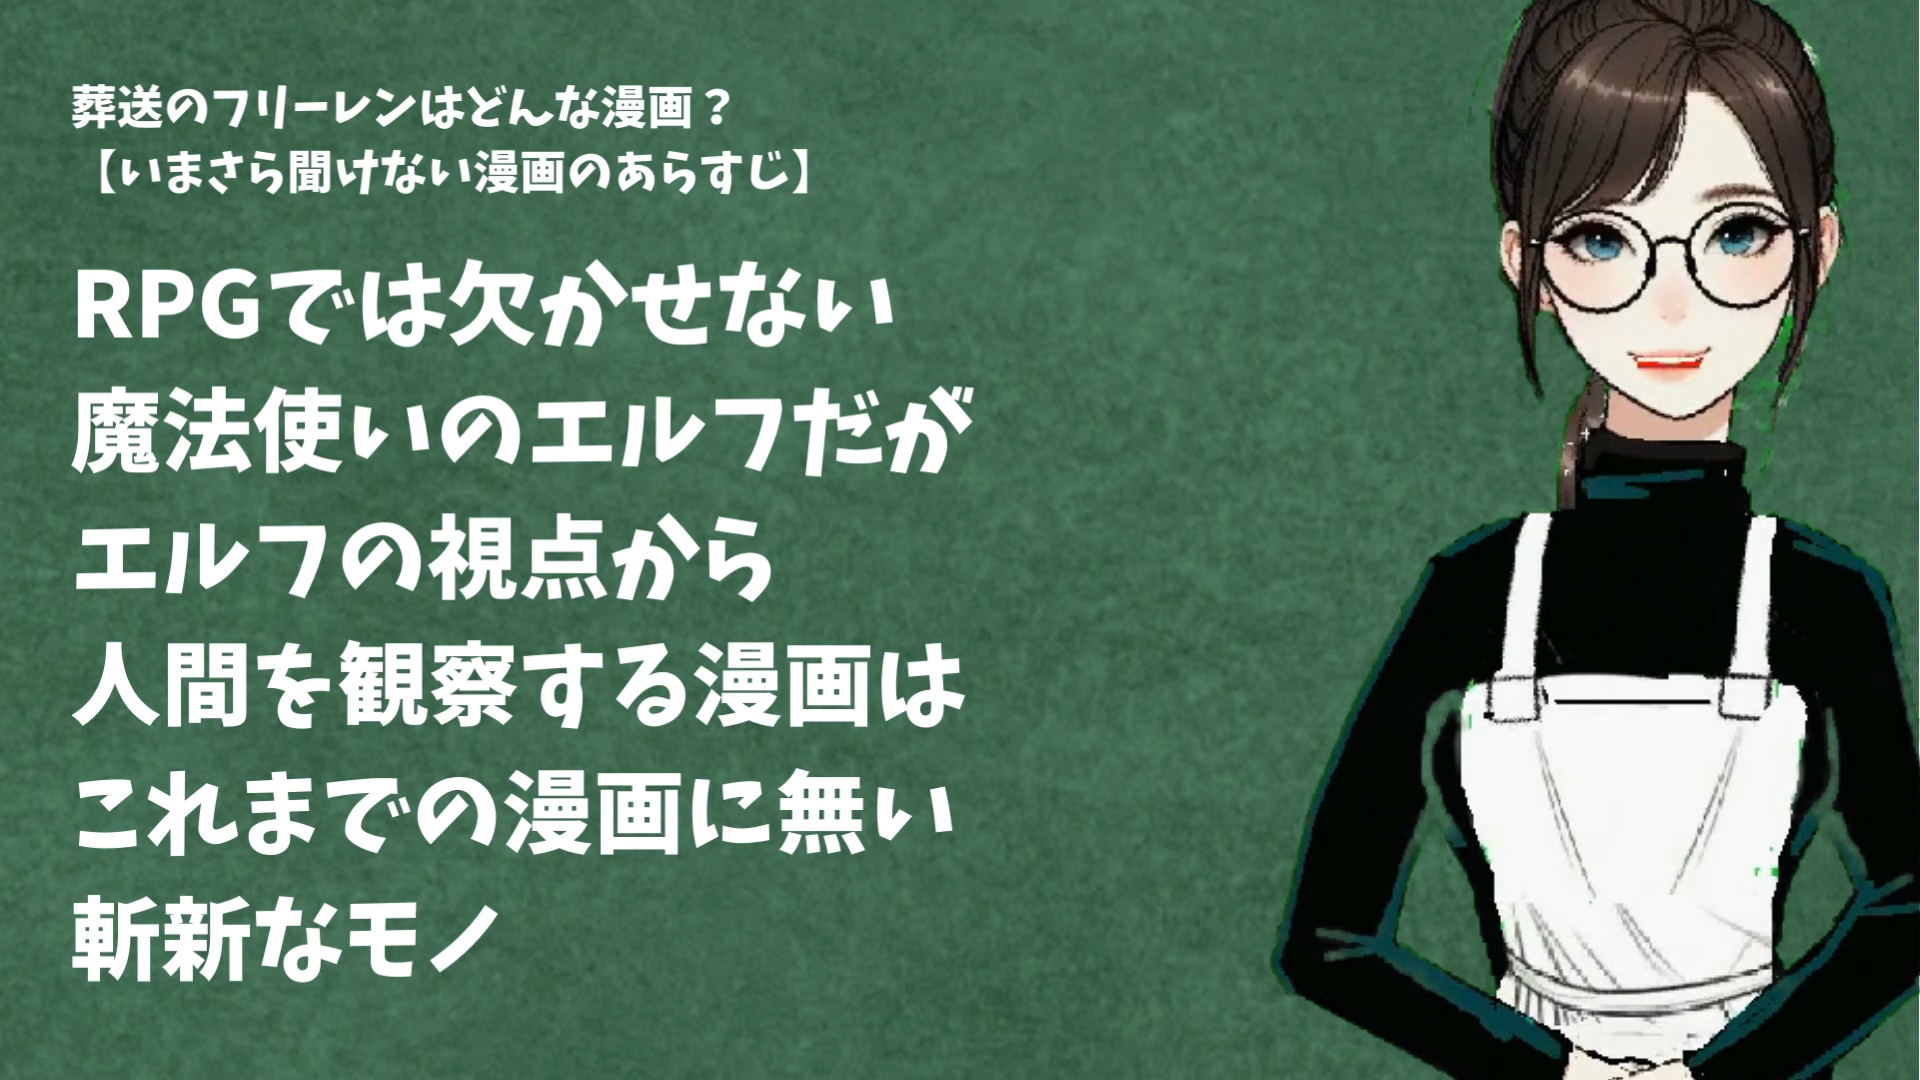 葬送のフリーレンはどんな漫画？
【いまさら聞けない漫画のあらすじ】
RPGでは欠かせない
魔法使いのエルフだが
エルフの視点から
人間を観察する漫画は
これまでの漫画に無い
斬新なモノ